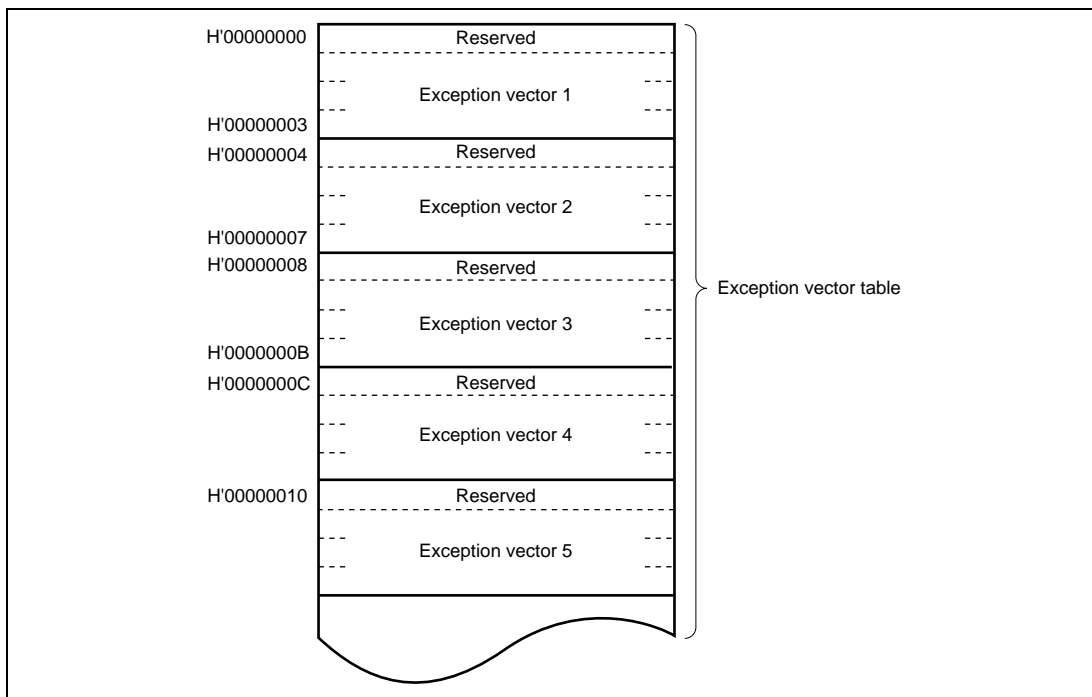 H'00000000 Reserved
Exception vector 1
H'00000003
H'00000004 Reserved
Exception vector 2
H'00000007
H'00000008 Reserved
Exception vector 3
Exception vector table
H'0000000B
H'0000000C Reserved
Exception vector 4
H'00000010 Reserved
Exception vector 5